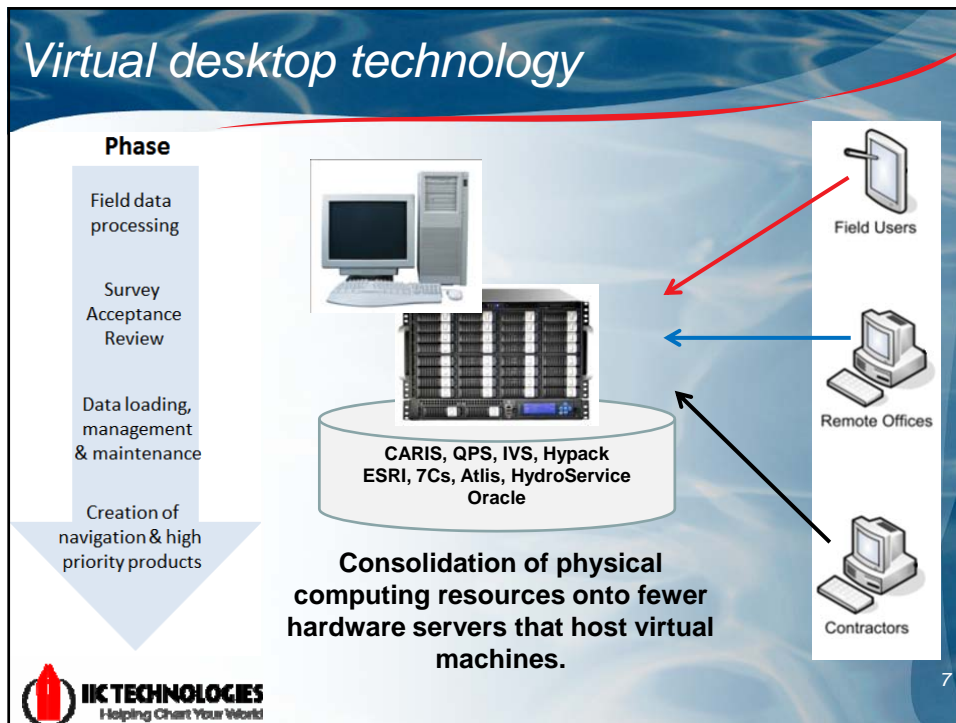 Virtual desktop technology
Phase
Field data
processing
Survey
Acceptance
Review
Data loading,
management
& maintenance
Creation of
navigation & high
priority products
CARIS, QPS, IVS, Hypack
ESRI, 7Cs, Atlis, HydroService
Oracle
Consolidation of physical
computing resources onto fewer
hardware servers that host virtual
machines.
Field Users
Remote Offices
Contractors
IIC TECHNOLOGIES
Helping Chart Your World
7